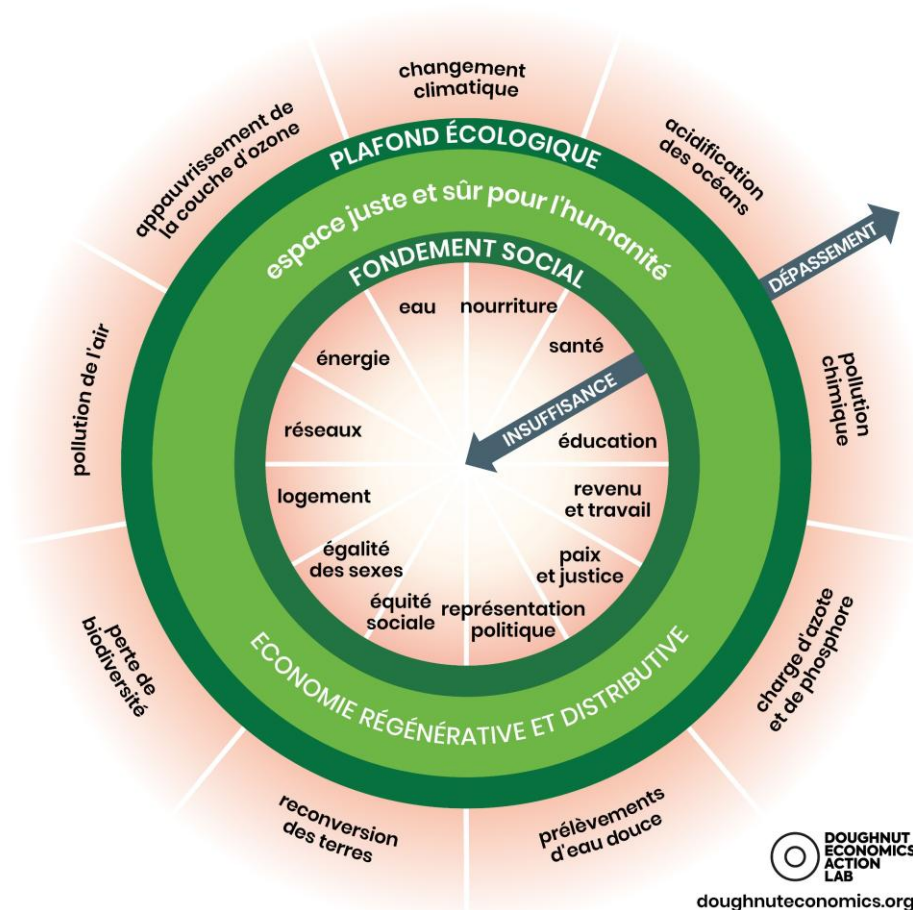 changement
climatique
acidification
des océans
pollution
chimique
charge d'azote
et de phosphore
prélèvements
d'eau douce
reconversion
des terres
perte de
biodiversité
pollution de l'air
appauvrissement de
la couche d'ozone
PLAFOND ÉCOLOGIQUE
espace juste et sûr pour l'humanité
FONDEMENT SOCIAL
DÉPASSEMENT
eau
nourriture
santé
INSUFFISANCE
éducation
revenu
et travail
paix
et justice
représentation
politique
équité
sociale
égalité
des sexes
logement
réseaux
énergie
ECONOMIE RÉGÉNÉRATIVE ET DISTRIBUTIVE
DOUGHNUT
ECONOMICS
ACTION
LAB
doughnuteconomics.org